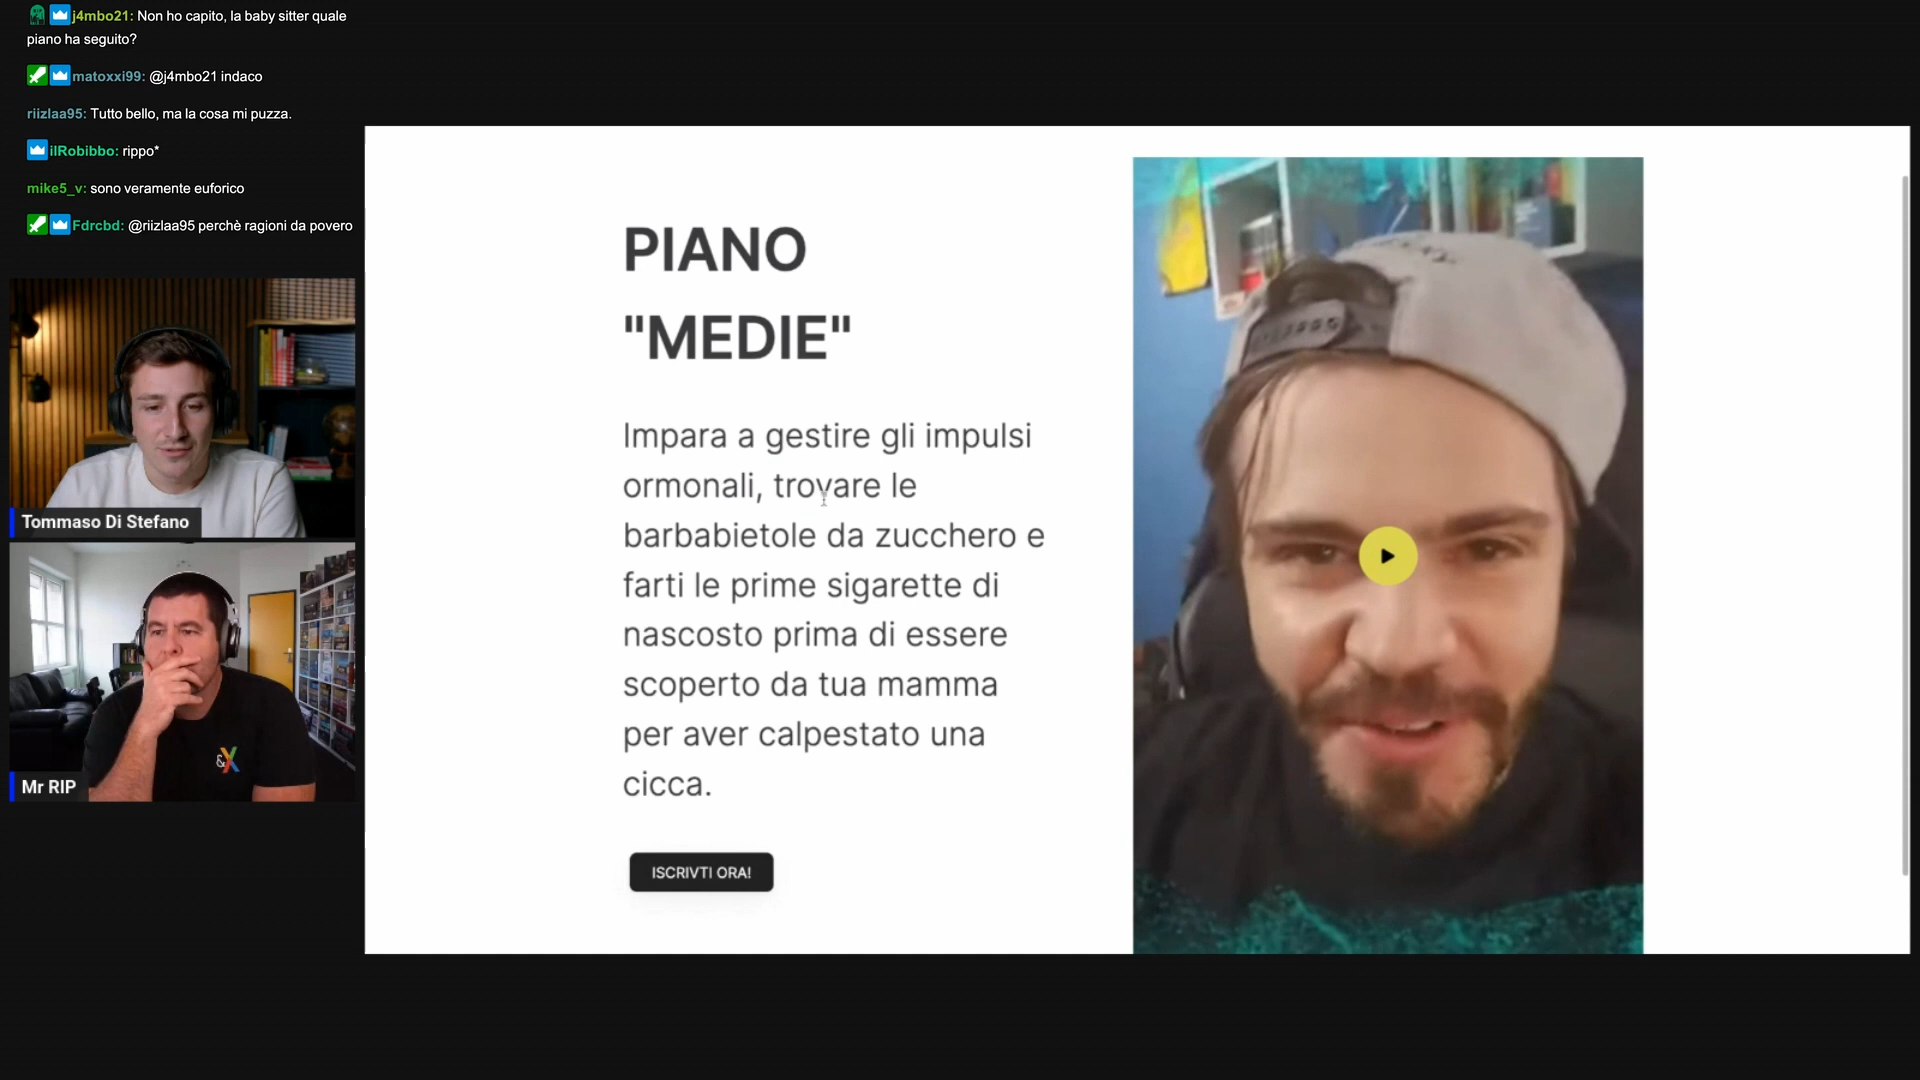 j4mbo21: Non ho capito, la baby sitter quale
piano ha seguito?
matoxxi99: @j4mbo21 indaco
riizlaa95: Tutto bello, ma la cosa mi puzza.
ilRobibbo: rippo*
mike5_v: sono veramente euforico
Fdrcbd: @riizlaa95 perchè ragioni da povero
Tommaso Di Stefano
&X
Mr RIP
PIANO
"MEDIE"
Impara a gestire gli impulsi
ormonali, trovare le
barbabietole da zucchero e
farti le prime sigarette di
nascosto prima di essere
scoperto da tua mamma
per aver calpestato una
cicca.
ISCRIVTI ORA!